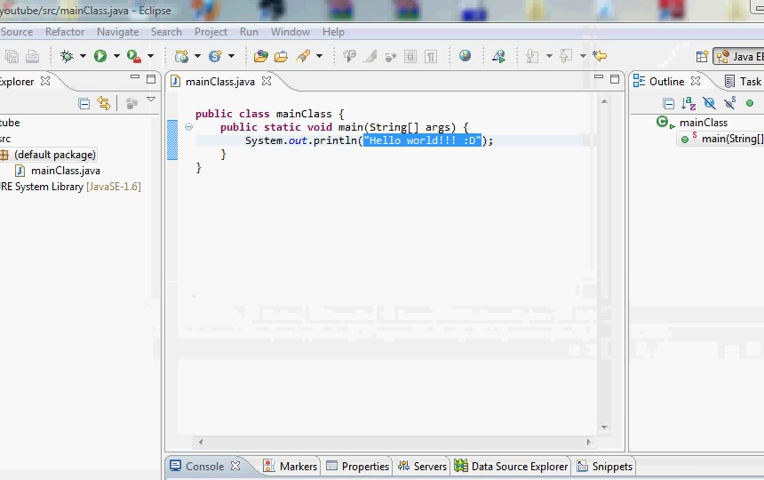 youtube/src/mainClass.java - Eclipse
Source Refactor Navigate Search Project Run Window Help
Java EE
Explorer
mainClass.java
Outline
Task
tube
src
(default package)
mainClass.java
RE System Library [JavaSE-1.6]
public class mainClass {
public static void main(String[] args) {
System.out.println("Hello world!!! :D");
}
}
mainClass
main(String[]
Console
Markers
Properties
Servers
Data Source Explorer
Snippets